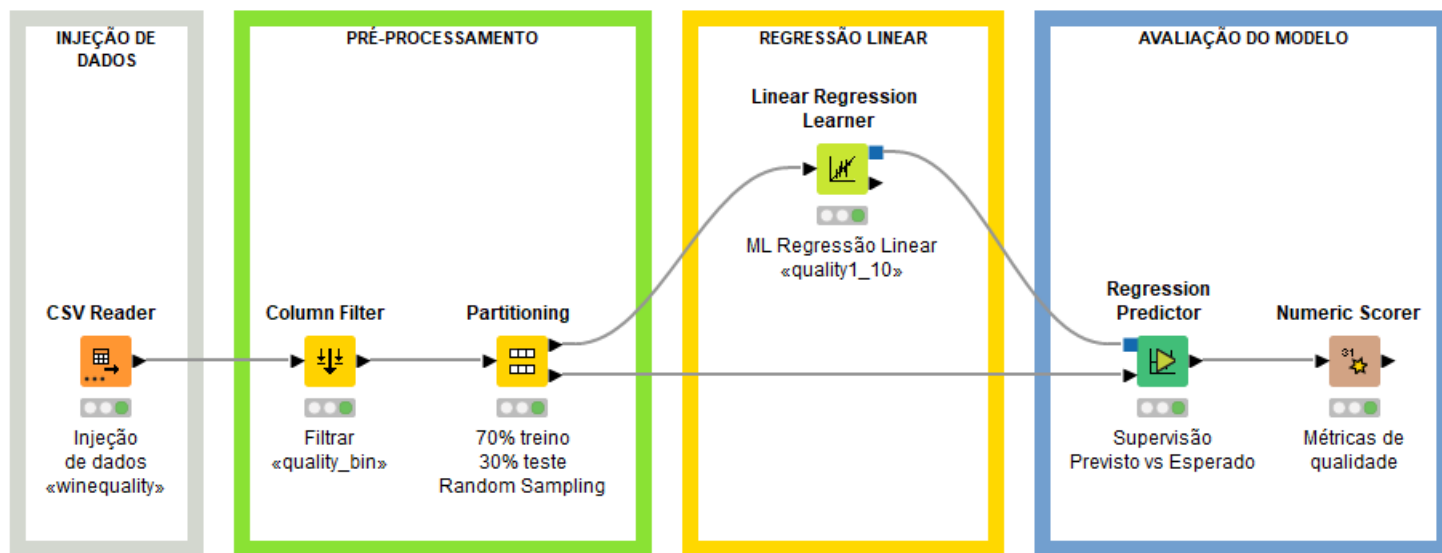 INJEÇÃO DE
DADOS
PRÉ-PROCESSAMENTO
REGRESSÃO LINEAR
AVALIAÇÃO DO MODELO
CSV Reader
Injeção
de dados
«winequality»
Column Filter
Filtrar
«quality_bin»
Partitioning
70% treino
30% teste
Random Sampling
Linear Regression
Learner
ML Regressão Linear
«quality1_10»
Regression
Predictor
Supervisão
Previsto vs Esperado
Numeric Scorer
31
Métricas de
qualidade